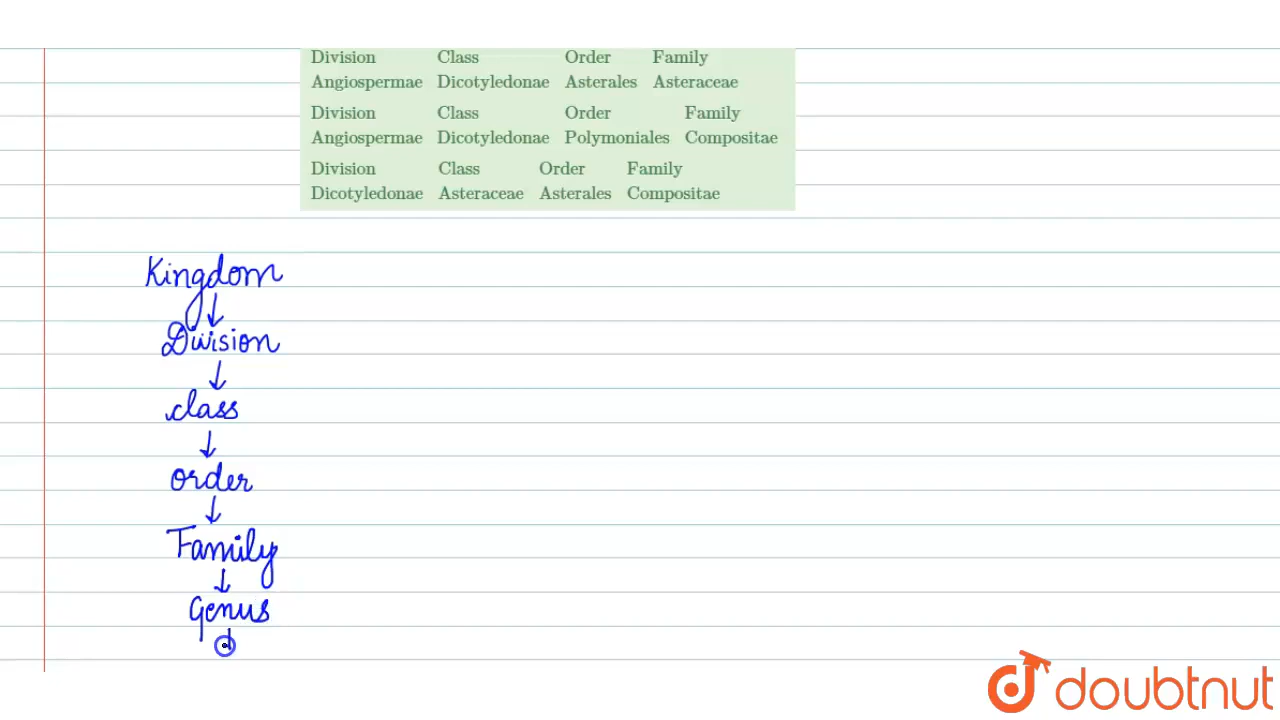 Division Class Order Family
Angiospermae Dicotyledonae Asterales Asteraceae
Division Class Order Family
Angiospermae Dicotyledonae Polymoniales Compositae
Division Class Order Family
Dicotyledonae Asteraceae Asterales Compositae
Kingdom
↓
Division
↓
class
↓
order
↓
Family
↓
Genus
doubtnut